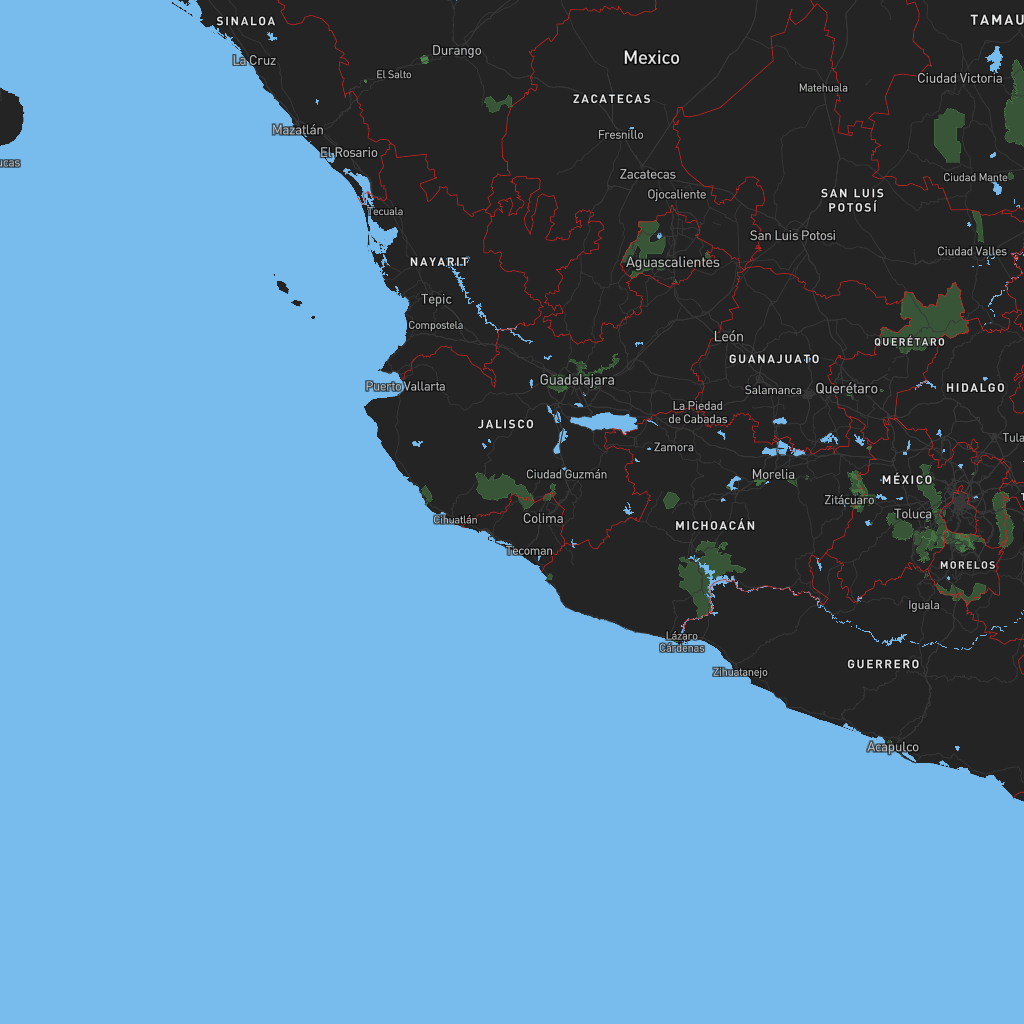 SINALOA
TAMAU
Durango
Mexico
La Cruz
El Salto
Ciudad Victoria
Matehuala
ZACATECAS
Mazatlán
Fresnillo
El Rosario
ucas
Zacatecas
Ciudad Mante
Ojocaliente
SAN LUIS
POTOSÍ
Tecuala
San Luis Potosi
Ciudad Valles
NAYARIT
Aguascalientes
Tepic
Compostela
León
QUERÉTARO
GUANAJUATO
Guadalajara
Puerto Vallarta
Salamanca
Querétaro
HIDALGO
La Piedad
de Cabadas
JALISCO
Tula
Zamora
Ciudad Guzmán
Morelia
MÉXICO
Zitácuaro
Toluca
Cihuatlán
Colima
MICHOACÁN
Tecoman
MORELOS
Iguala
Lázaro
Cárdenas
GUERRERO
Zihuatanejo
Acapulco